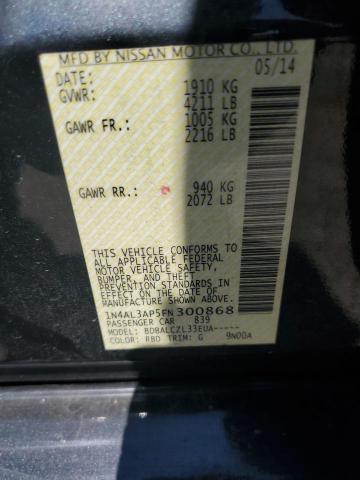 MFD BY NISSAN MOTOR CO., LTD.
DATE: 05/14
GVWR: 1910 KG
4211 LB
GAWR FR.: 1005 KG
2216 LB
GAWR RR.: 940 KG
2072 LB
THIS VEHICLE CONFORMS TO
ALL APPLICABLE FEDERAL
MOTOR VEHICLE SAFETY,
BUMPER, AND THEFT
PREVENTION STANDARDS IN
EFFECT ON THE DATE OF
MANUFACTURE SHOWN ABOVE.
1N4AL3AP5FN300868
PASSENGER CAR 839
MODEL: BDBALCZL33EUA-----
COLOR: RBD TRIM: G 9N00A